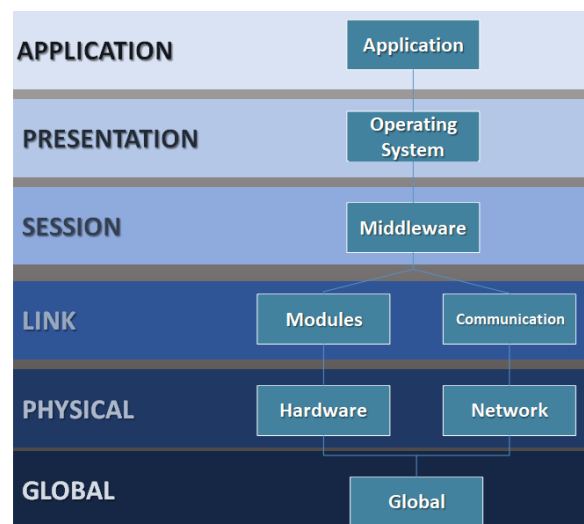 APPLICATION
Application
PRESENTATION
Operating
System
SESSION
Middleware
LINK
Modules
Communication
PHYSICAL
Hardware
Network
GLOBAL
Global